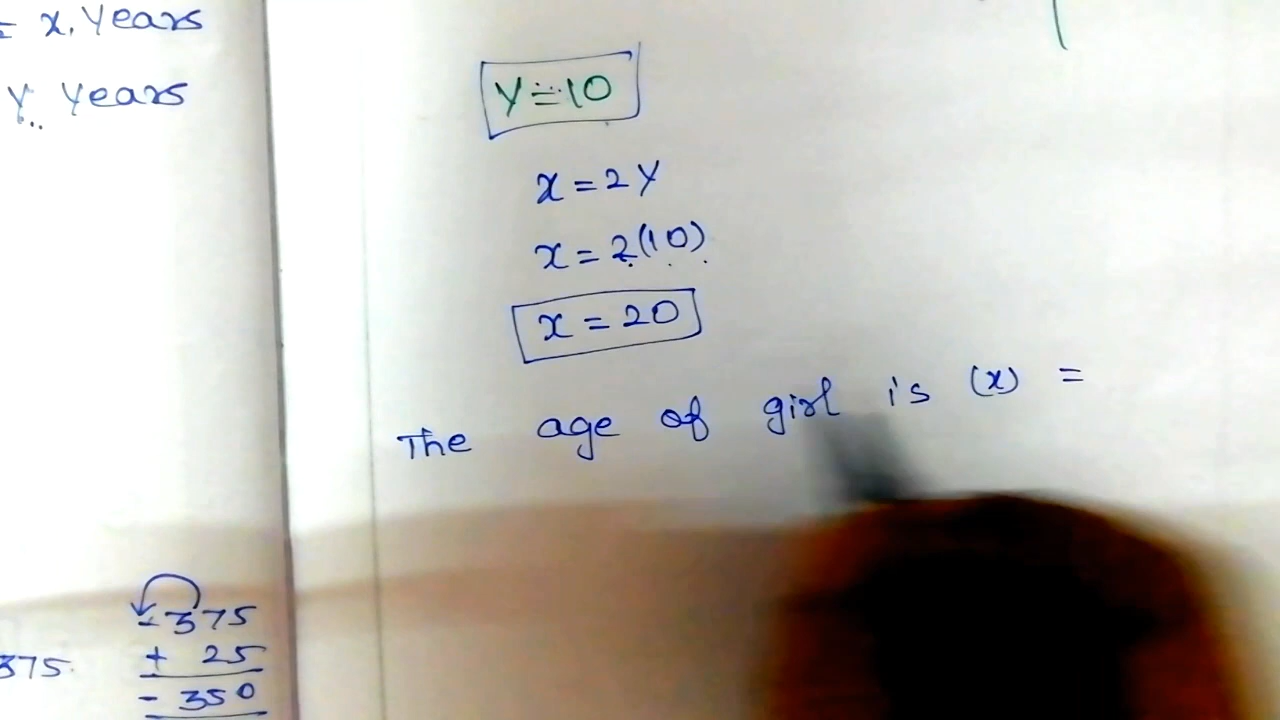 = x. Years
Y Years
Y=10
x=2Y
x=2(10)
x=20
The age of girl is (x) =
-375
375. + 25
- 350